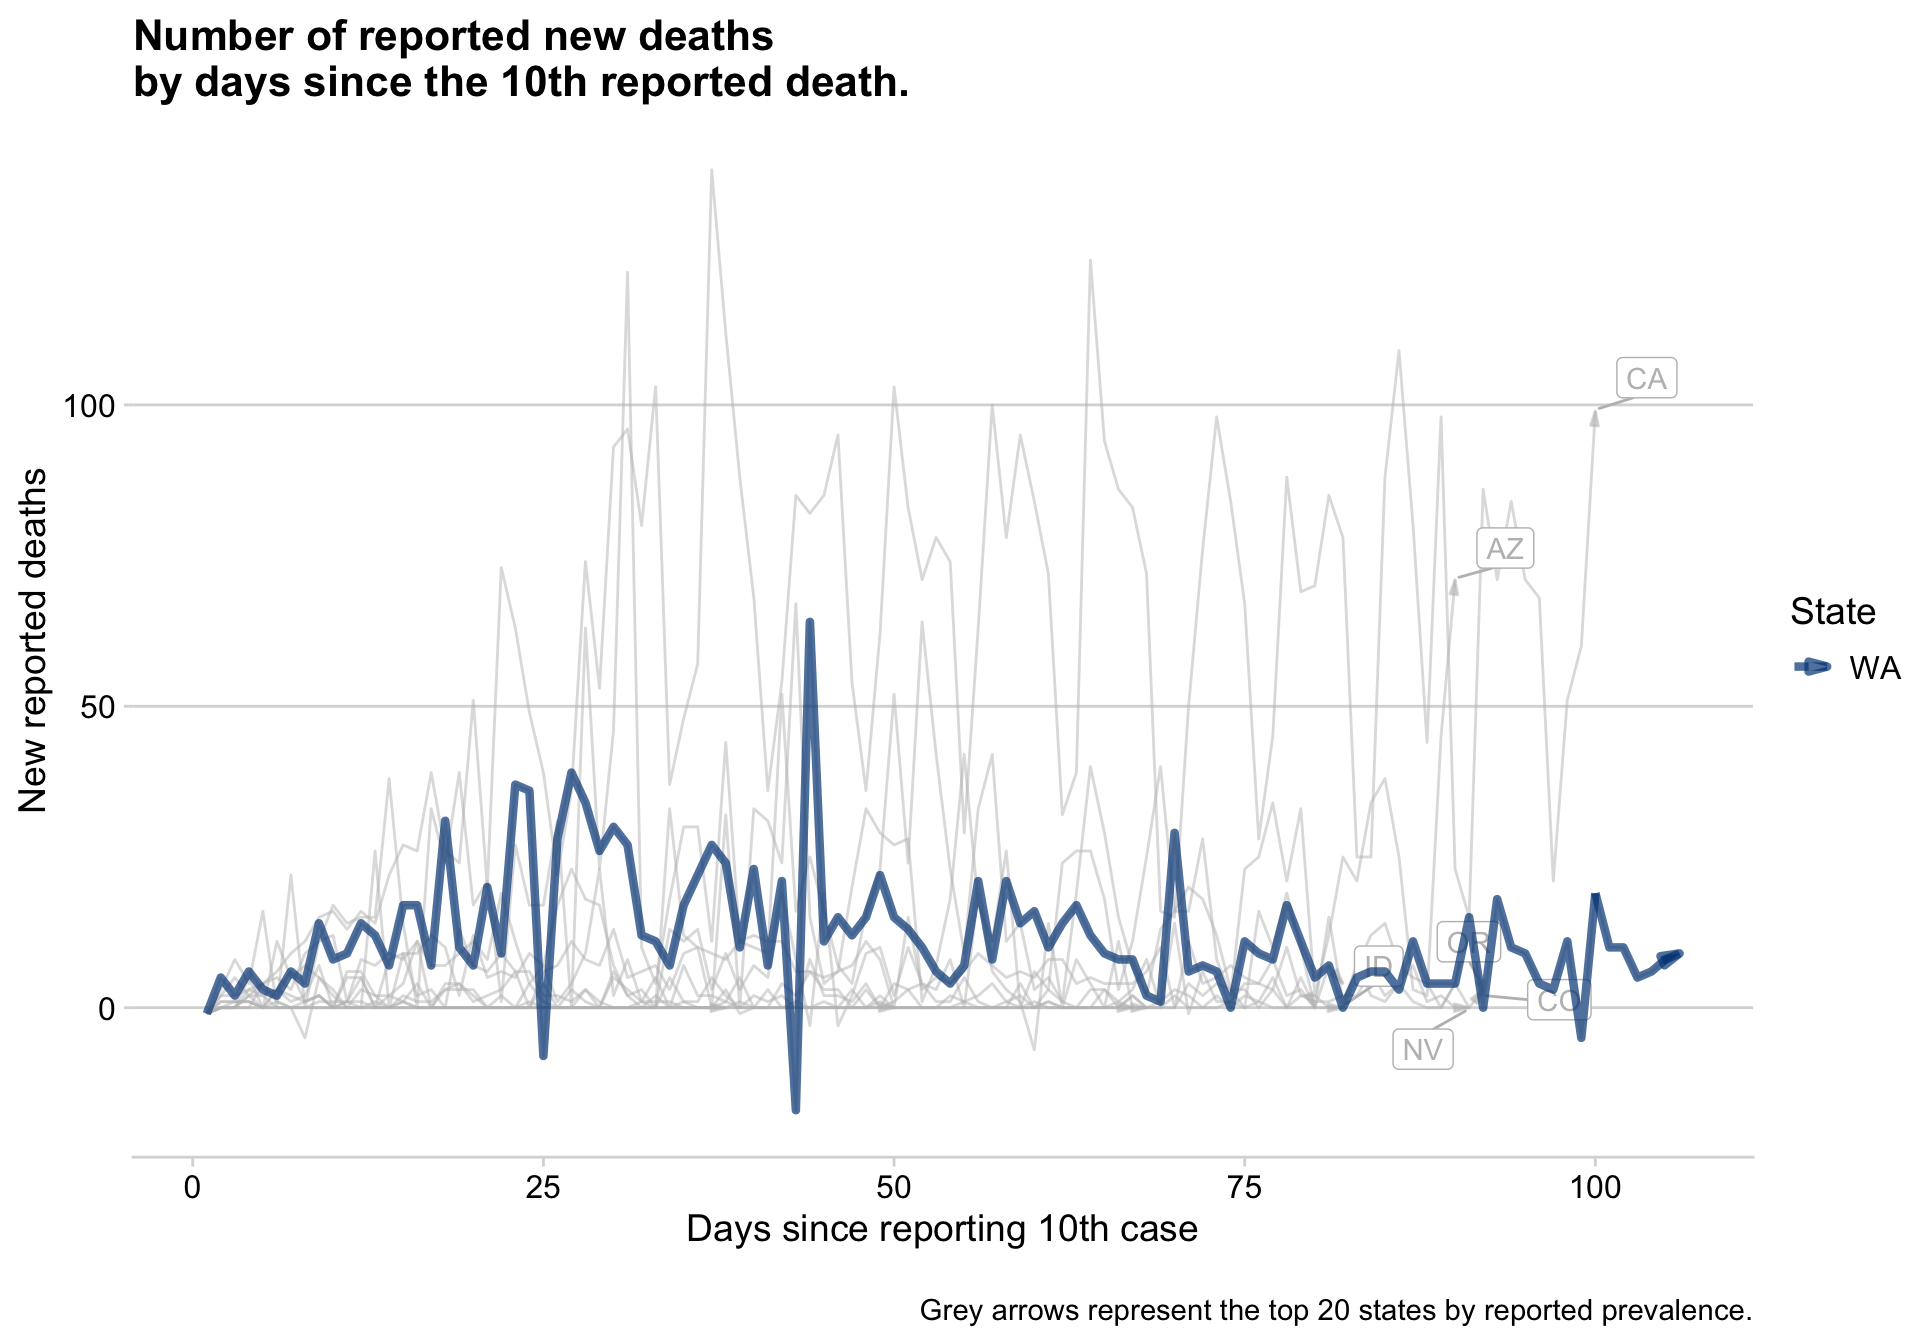 Number of reported new deaths
by days since the 10th reported death.
New reported deaths
100
50
0
CA
AZ
OR
ID
CO
NV
State
WA
0 25 50 75 100
Days since reporting 10th case
Grey arrows represent the top 20 states by reported prevalence.